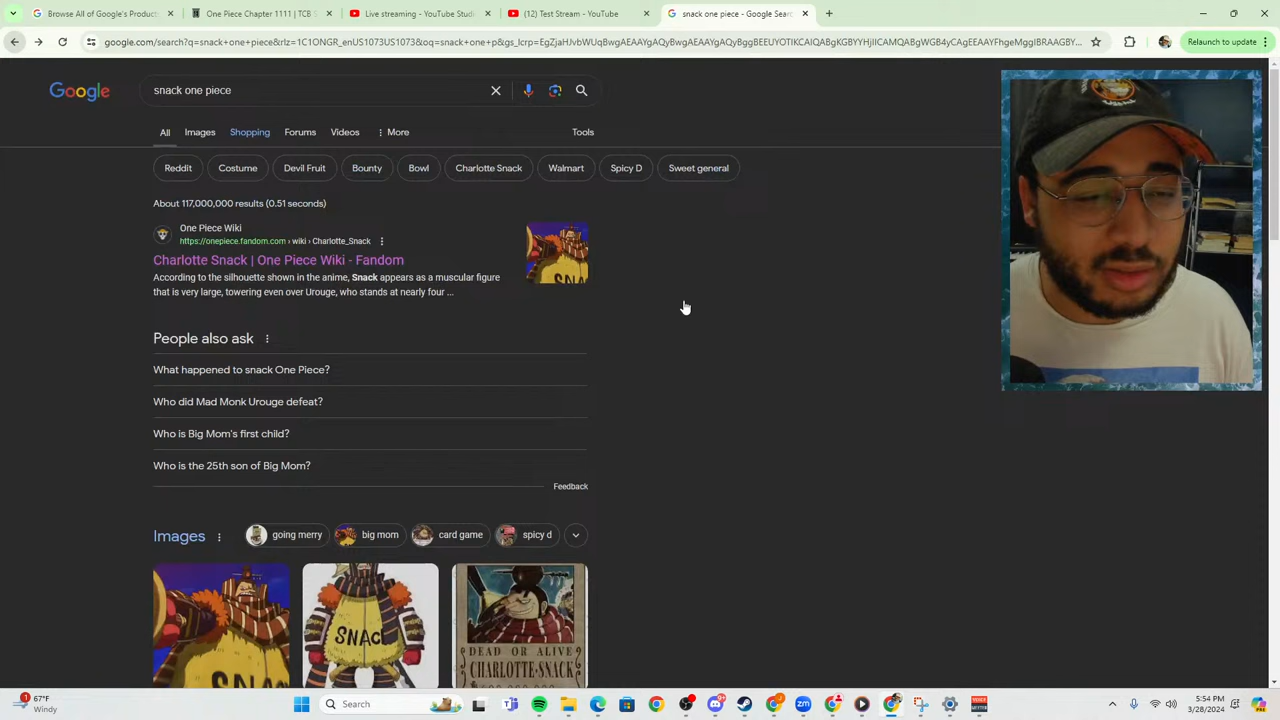 Browse All of Google's Product
One Piece Chapter 1111 | TCB S
Live streaming - YouTube Studi
(12) Test Stream - YouTube
snack one piece - Google Searc
google.com/search?q=snack+one+piece&rlz=1C1ONGR_enUS1073US1073&oq=snack+one+p&gs_lcrp=
Relaunch to update
Google
snack one piece
All
Images
Shopping
Forums
Videos
More
Tools
Reddit
Costume
Devil Fruit
Bounty
Bowl
Charlotte Snack
Walmart
Spicy D
Sweet general
About 117,000,000 results (0.51 seconds)
One Piece Wiki
https://onepiece.fandom.com › wiki › Charlotte_Snack
Charlotte Snack | One Piece Wiki - Fandom
According to the silhouette shown in the anime, Snack appears as a muscular figure
that is very large, towering even over Urouge, who stands at nearly four ...
People also ask
What happened to snack One Piece?
Who did Mad Monk Urouge defeat?
Who is Big Mom's first child?
Who is the 25th son of Big Mom?
Feedback
Images
going merry
big mom
card game
spicy d
SNACK
DEAD OR ALIVE
CHARLOTTE·SNACK
67°F
Windy
Search
5:54 PM
3/28/2024